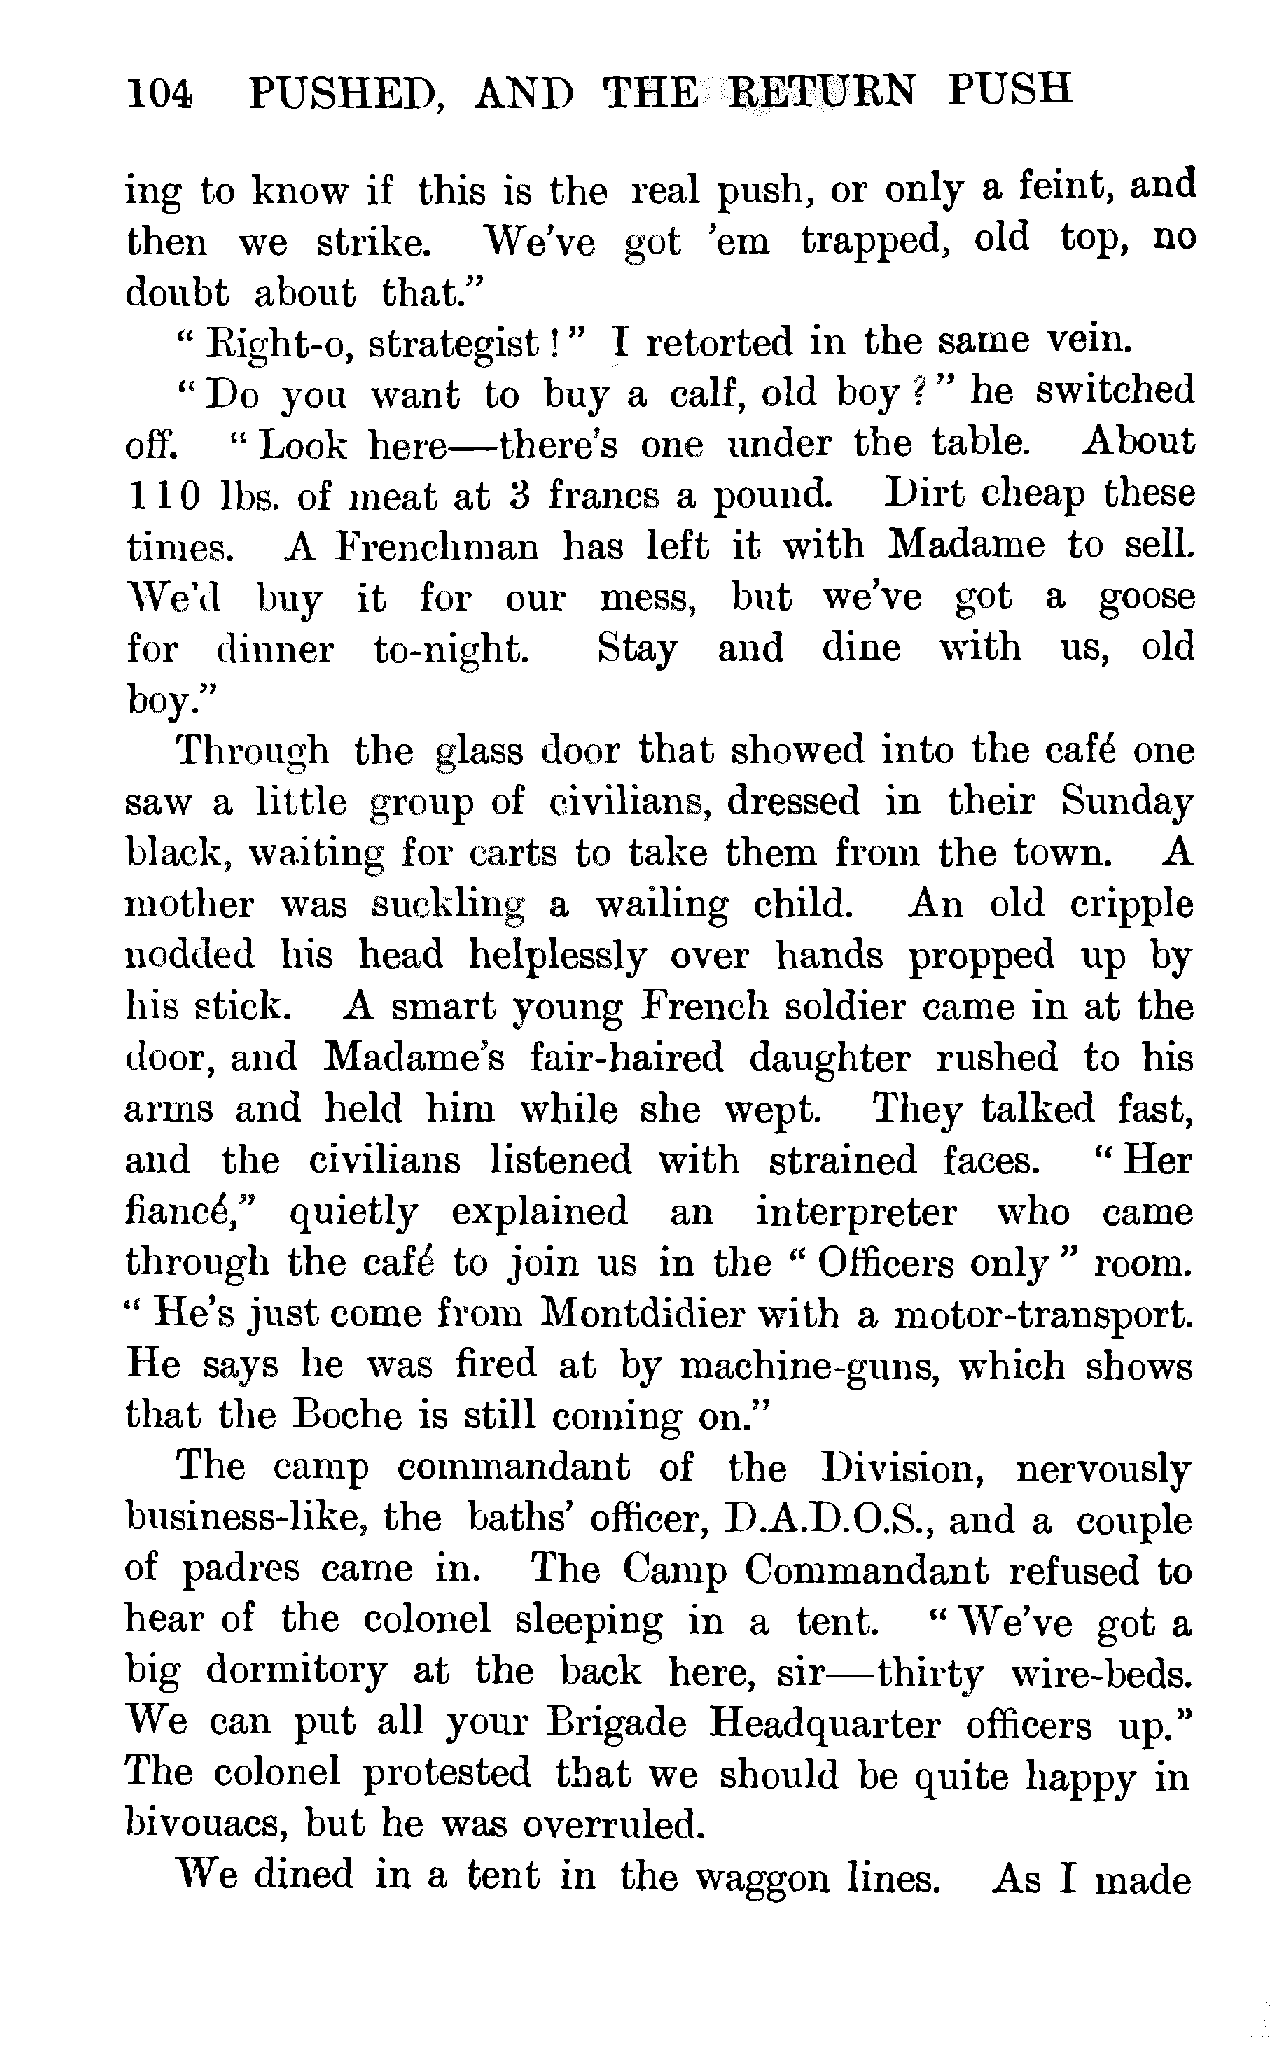 104 PUSHED, AND THE RETURN PUSH
ing to know if this is the real push, or only a feint, and
then we strike. We've got 'em trapped, old top, no
doubt about that."
" Right-o, strategist ! " I retorted in the same vein.
" Do you want to buy a calf, old boy ? " he switched
off. " Look here—there's one under the table. About
110 lbs. of meat at 3 francs a pound. Dirt cheap these
times. A Frenchman has left it with Madame to sell.
We'd buy it for our mess, but we've got a goose
for dinner to-night. Stay and dine with us, old
boy."
Through the glass door that showed into the café one
saw a little group of civilians, dressed in their Sunday
black, waiting for carts to take them from the town. A
mother was suckling a wailing child. An old cripple
nodded his head helplessly over hands propped up by
his stick. A smart young French soldier came in at the
door, and Madame's fair-haired daughter rushed to his
arms and held him while she wept. They talked fast,
and the civilians listened with strained faces. " Her
fiancé," quietly explained an interpreter who came
through the café to join us in the " Officers only " room.
" He's just come from Montdidier with a motor-transport.
He says he was fired at by machine-guns, which shows
that the Boche is still coming on."
The camp commandant of the Division, nervously
business-like, the baths' officer, D.A.D.O.S., and a couple
of padres came in. The Camp Commandant refused to
hear of the colonel sleeping in a tent. " We've got a
big dormitory at the back here, sir—thirty wire-beds.
We can put all your Brigade Headquarter officers up."
The colonel protested that we should be quite happy in
bivouacs, but he was overruled.
We dined in a tent in the waggon lines. As I made